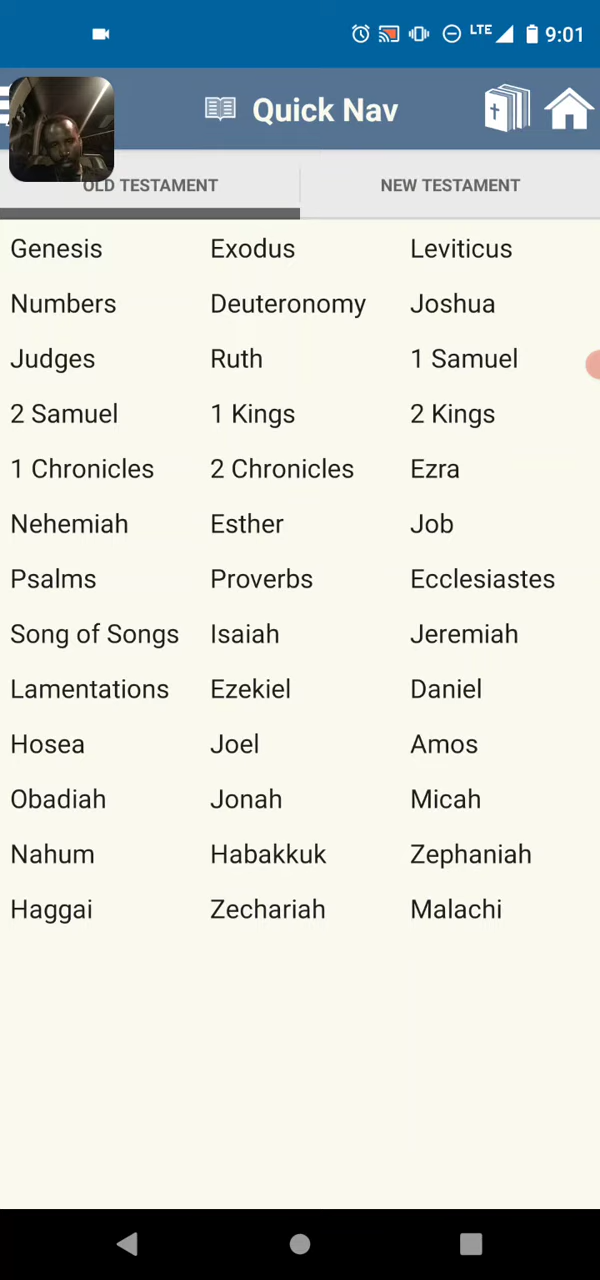 LTE 9:01
Quick Nav
OLD TESTAMENT NEW TESTAMENT
Genesis Exodus Leviticus
Numbers Deuteronomy Joshua
Judges Ruth 1 Samuel
2 Samuel 1 Kings 2 Kings
1 Chronicles 2 Chronicles Ezra
Nehemiah Esther Job
Psalms Proverbs Ecclesiastes
Song of Songs Isaiah Jeremiah
Lamentations Ezekiel Daniel
Hosea Joel Amos
Obadiah Jonah Micah
Nahum Habakkuk Zephaniah
Haggai Zechariah Malachi